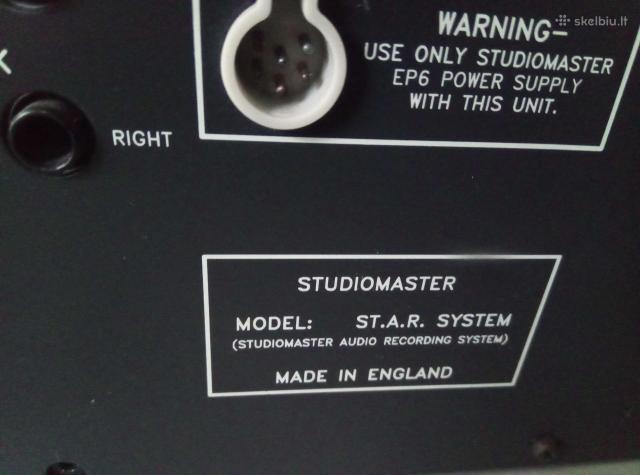 skelbiu.lt
WARNING–
USE ONLY STUDIOMASTER
EP6 POWER SUPPLY
WITH THIS UNIT.
RIGHT
STUDIOMASTER
MODEL: ST.A.R. SYSTEM
(STUDIOMASTER AUDIO RECORDING SYSTEM)
MADE IN ENGLAND